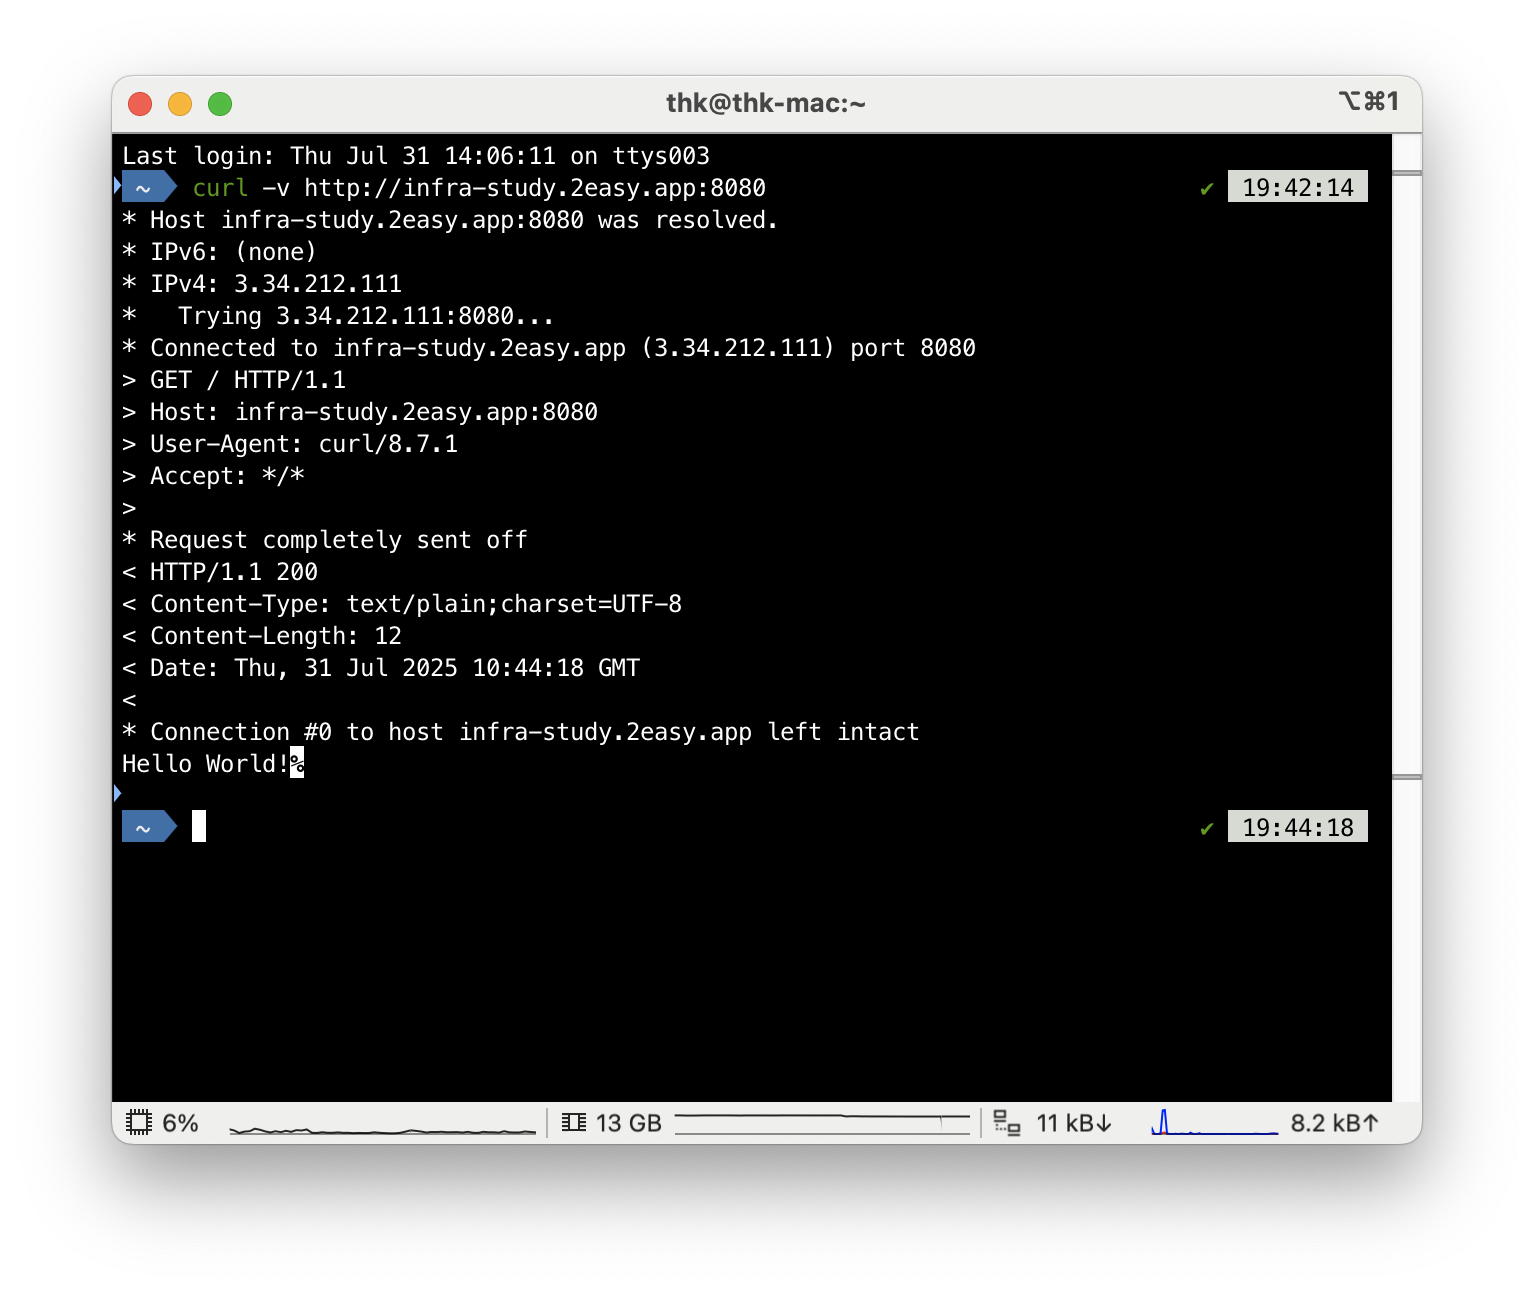 thk@thk-mac:~ ⌥⌘1
Last login: Thu Jul 31 14:06:11 on ttys003
~ curl -v http://infra-study.2easy.app:8080 ✔ 19:42:14
* Host infra-study.2easy.app:8080 was resolved.
* IPv6: (none)
* IPv4: 3.34.212.111
*   Trying 3.34.212.111:8080...
* Connected to infra-study.2easy.app (3.34.212.111) port 8080
> GET / HTTP/1.1
> Host: infra-study.2easy.app:8080
> User-Agent: curl/8.7.1
> Accept: */*
>
* Request completely sent off
< HTTP/1.1 200
< Content-Type: text/plain;charset=UTF-8
< Content-Length: 12
< Date: Thu, 31 Jul 2025 10:44:18 GMT
<
* Connection #0 to host infra-study.2easy.app left intact
Hello World!%
~ ✔ 19:44:18
6% 13 GB 11 kB↓ 8.2 kB↑